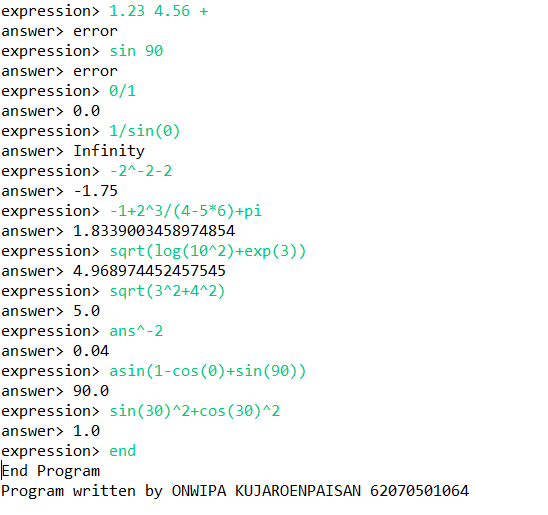 expression> 1.23 4.56 +
answer> error
expression> sin 90
answer> error
expression> 0/1
answer> 0.0
expression> 1/sin(0)
answer> Infinity
expression> -2^-2-2
answer> -1.75
expression> -1+2^3/(4-5*6)+pi
answer> 1.8339003458974854
expression> sqrt(log(10^2)+exp(3))
answer> 4.968974452457545
expression> sqrt(3^2+4^2)
answer> 5.0
expression> ans^-2
answer> 0.04
expression> asin(1-cos(0)+sin(90))
answer> 90.0
expression> sin(30)^2+cos(30)^2
answer> 1.0
expression> end
End Program
Program written by ONWIPA KUJAROENPAISAN 62070501064